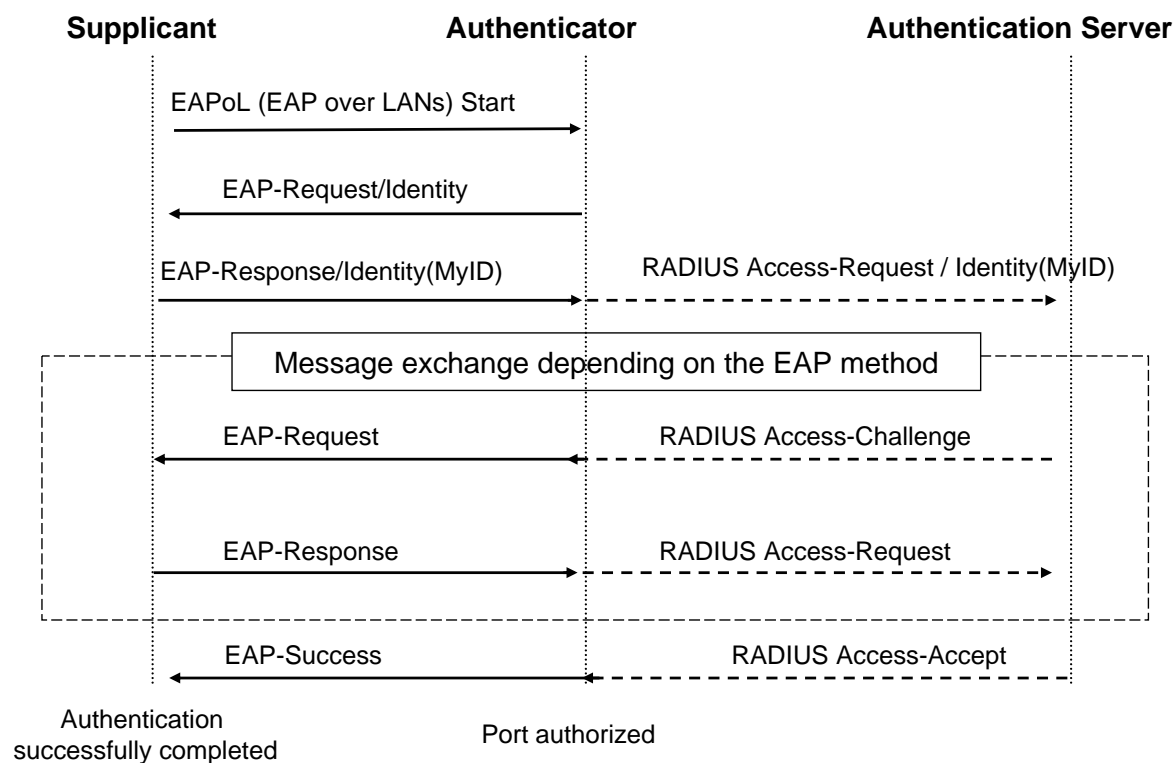 Supplicant
Authenticator
Authentication Server
EAPoL (EAP over LANs) Start
EAP-Request/Identity
EAP-Response/Identity(MyID)
RADIUS Access-Request / Identity(MyID)
Message exchange depending on the EAP method
EAP-Request
RADIUS Access-Challenge
EAP-Response
RADIUS Access-Request
EAP-Success
RADIUS Access-Accept
Authentication
successfully completed
Port authorized